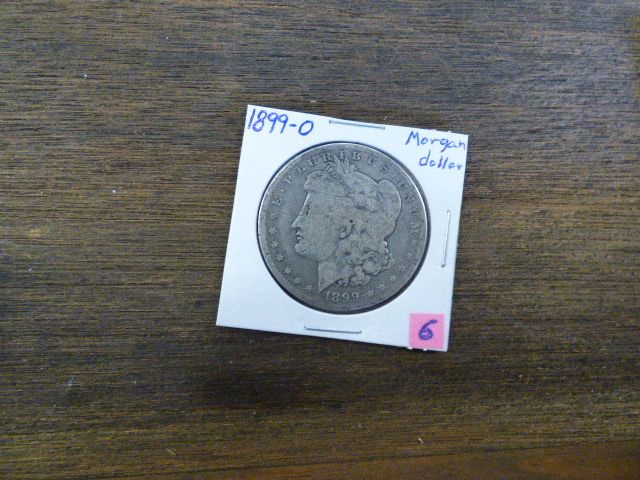 1899-O
Morgan
dollar
E·PLURIBUS·UNUM
1899
6